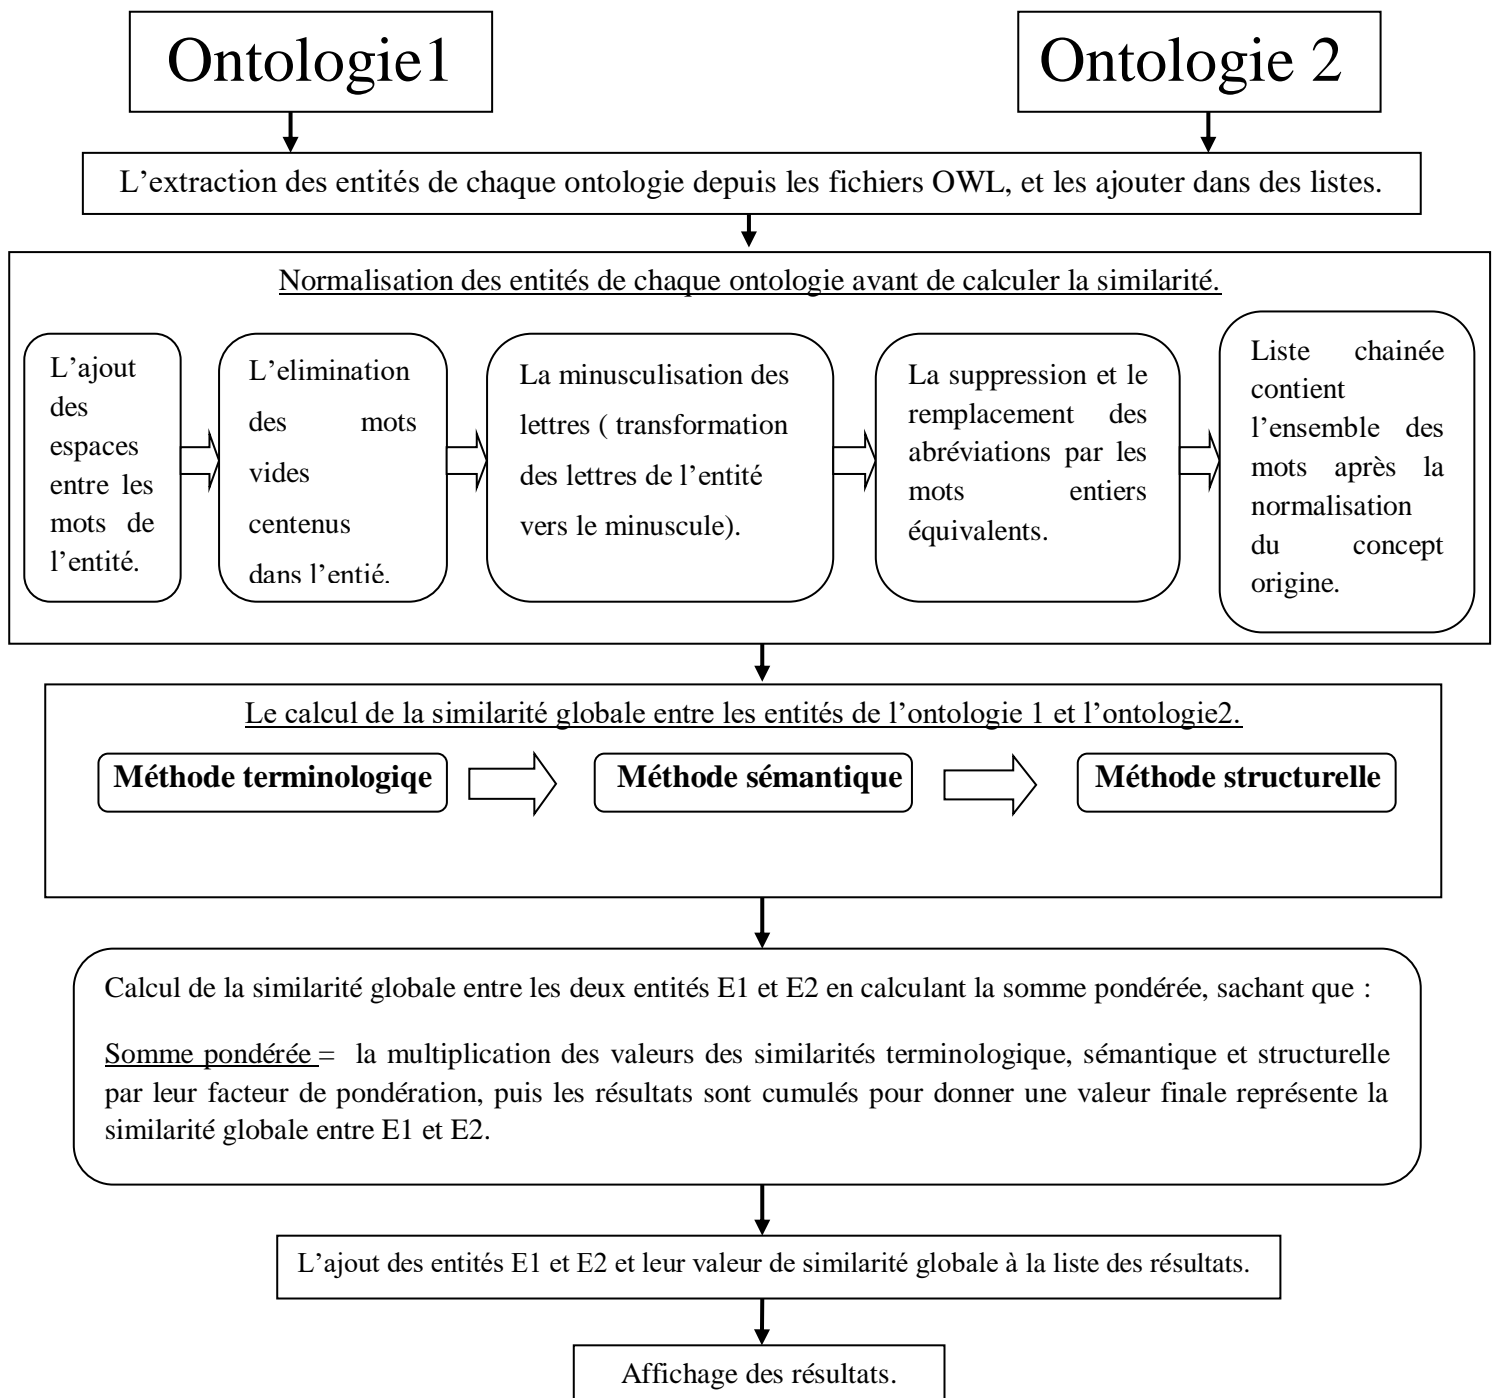 Ontologie1
Ontologie 2
L’extraction des entités de chaque ontologie depuis les fichiers OWL, et les ajouter dans des listes.
Normalisation des entités de chaque ontologie avant de calculer la similarité.
L’ajout
des
espaces
entre les
mots de
l’entité.
L’elimination
des mots
vides
centenus
dans l’entié.
La minusculisation des
lettres ( transformation
des lettres de l’entité
vers le minuscule).
La suppression et le
remplacement des
abréviations par les
mots entiers
équivalents.
Liste chainée
contient
l’ensemble des
mots après la
normalisation
du concept
origine.
Le calcul de la similarité globale entre les entités de l’ontologie 1 et l’ontologie2.
Méthode terminologiqe
Méthode sémantique
Méthode structurelle
Calcul de la similarité globale entre les deux entités E1 et E2 en calculant la somme pondérée, sachant que :
Somme pondérée = la multiplication des valeurs des similarités terminologique, sémantique et structurelle
par leur facteur de pondération, puis les résultats sont cumulés pour donner une valeur finale représente la
similarité globale entre E1 et E2.
L’ajout des entités E1 et E2 et leur valeur de similarité globale à la liste des résultats.
Affichage des résultats.